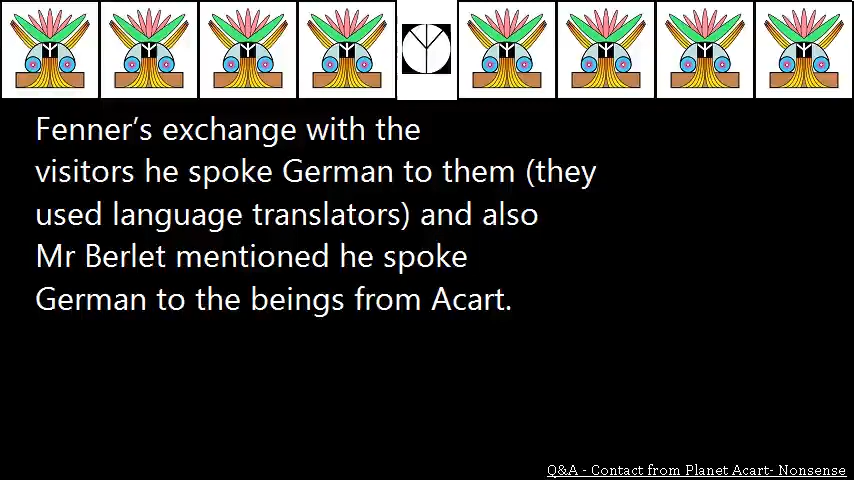 Fenner’s exchange with the
visitors he spoke German to them (they
used language translators) and also
Mr Berlet mentioned he spoke
German to the beings from Acart.
Q&A - Contact from Planet Acart- Nonsense